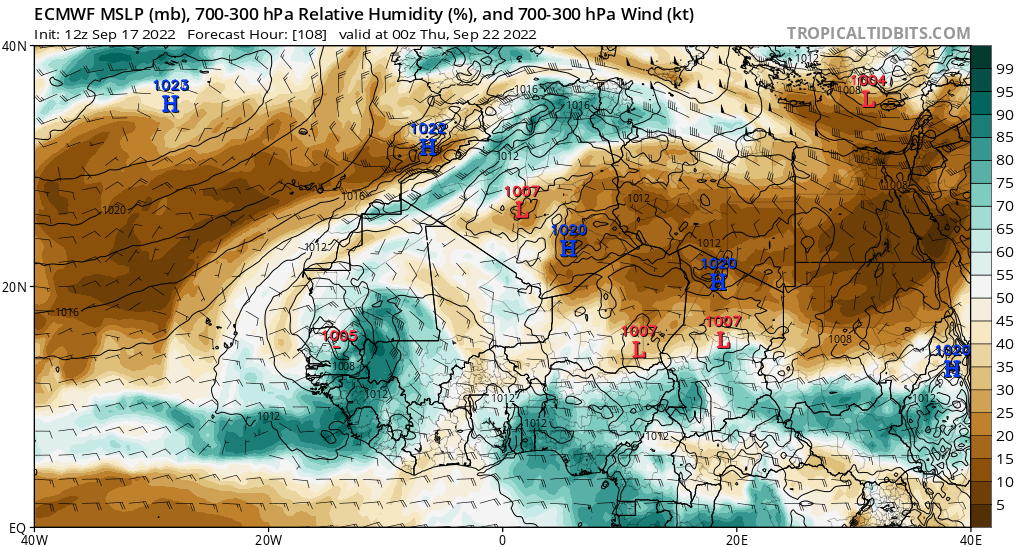 ECMWF MSLP (mb), 700-300 hPa Relative Humidity (%), and 700-300 hPa Wind (kt)
Init: 12z Sep 17 2022 Forecast Hour: [108] valid at 00z Thu, Sep 22 2022
TROPICALTIDBITS.COM
40N
20N
EQ
40W
20W
0
20E
40E
99
95
90
85
80
75
70
65
60
55
50
45
40
35
30
25
20
15
10
5
1023
H
1022
H
1004
L
1007
L
1020
H
1020
H
1005
1007
L
1007
L
1020
H
1012
1008
1016
1016
1012
1016
1020
1012
1012
1012
1008
1016
1008
1008
1012
1012
1012
1012
1012
1012